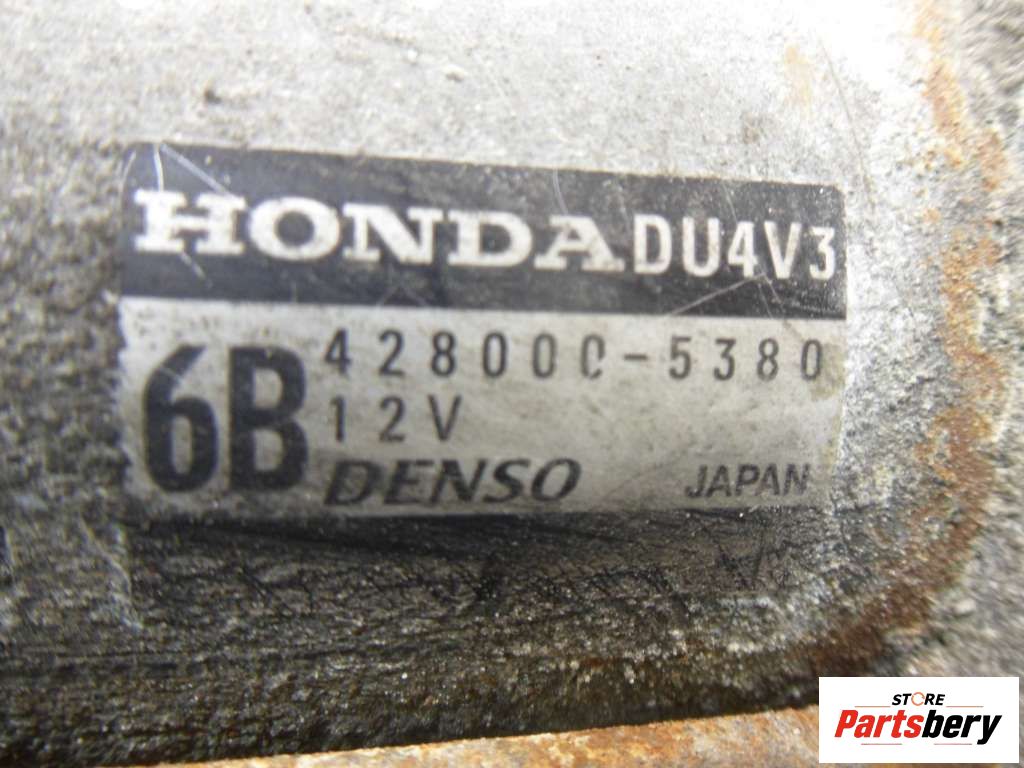 HONDA DU4V3
6B 428000-5380
12V
DENSO JAPAN
STORE
Partsbery